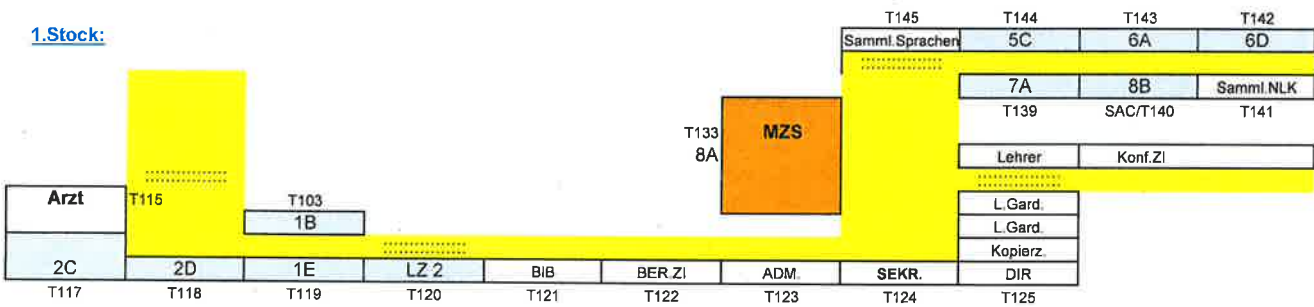 T145 T144 T143 T142
1.Stock:
Samml.Sprachen 5C 6A 6D
7A 8B Samml.NLK
T139 SAC/T140 T141
T133 MZS
8A
Lehrer Konf.ZI
Arzt T115 T103
L.Gard.
1B
L.Gard.
Kopierz.
2C 2D 1E LZ 2 BIB BER.ZI ADM. SEKR. DIR
T117 T118 T119 T120 T121 T122 T123 T124 T125